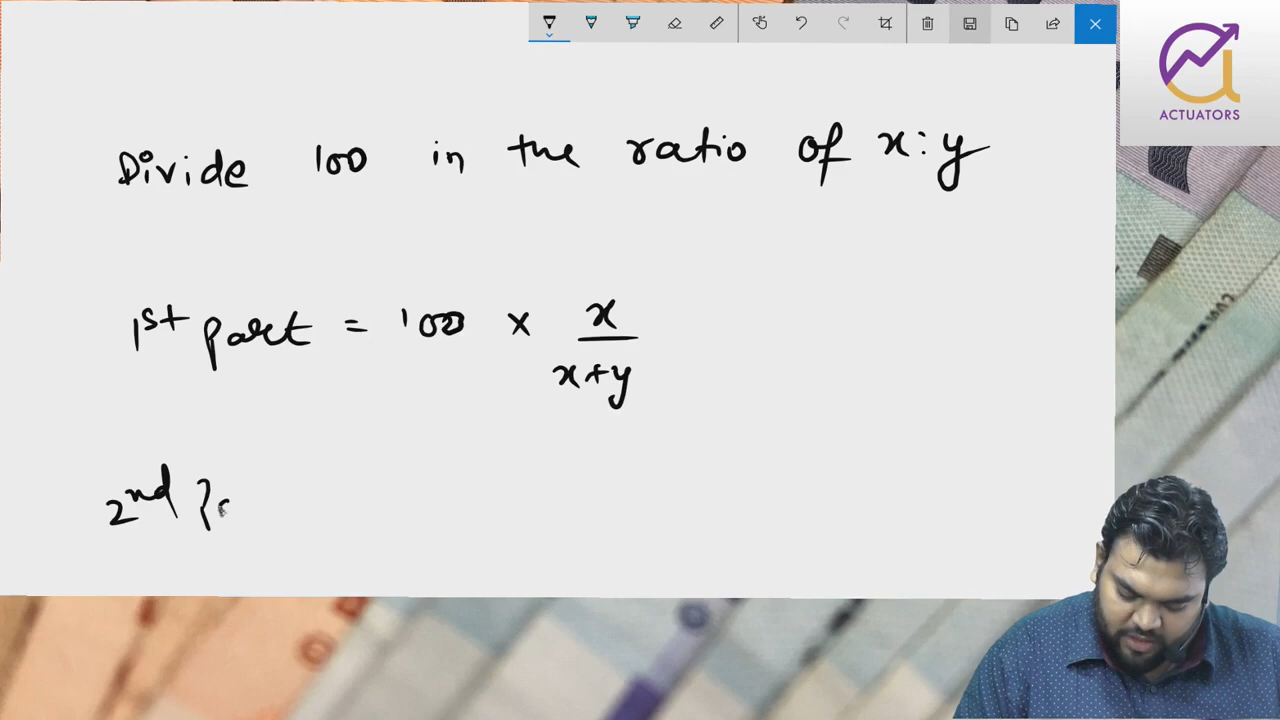 ACTUATORS
Divide 100 in the ratio of x:y
1st part = 100 × x/x+y
2nd